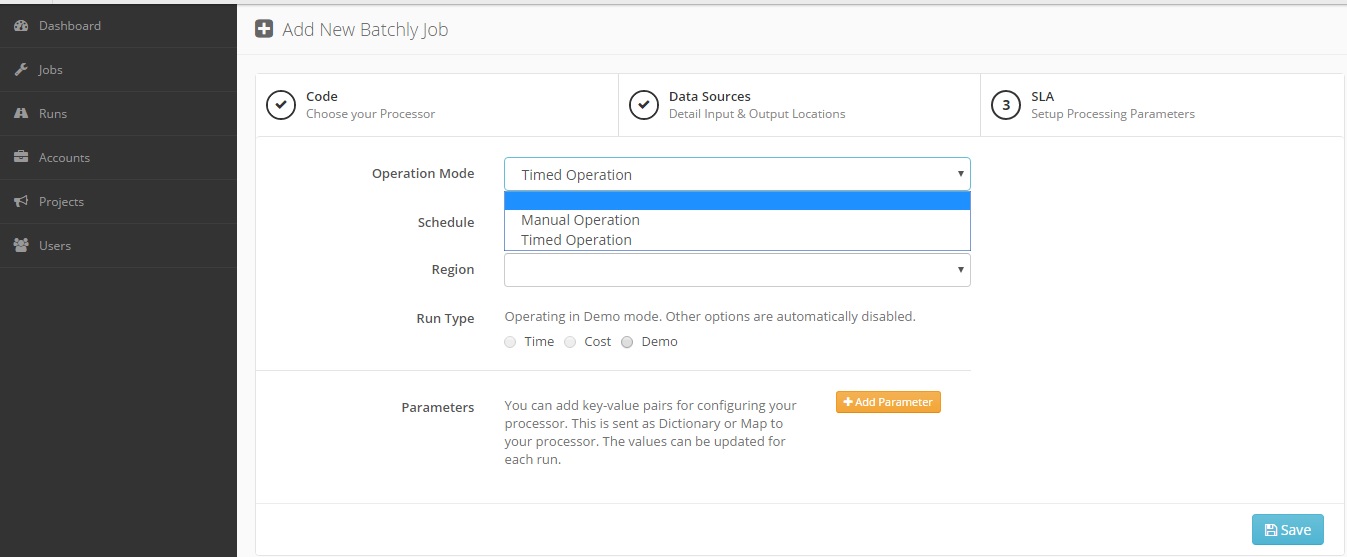 Dashboard
Jobs
Runs
Accounts
Projects
Users
Add New Batchly Job
Code
Choose your Processor
Data Sources
Detail Input & Output Locations
3
SLA
Setup Processing Parameters
Operation Mode
Timed Operation
Manual Operation
Timed Operation
Schedule
Region
Run Type
Operating in Demo mode. Other options are automatically disabled.
Time Cost Demo
Parameters
You can add key-value pairs for configuring your
processor. This is sent as Dictionary or Map to
your processor. The values can be updated for
each run.
Add Parameter
Save